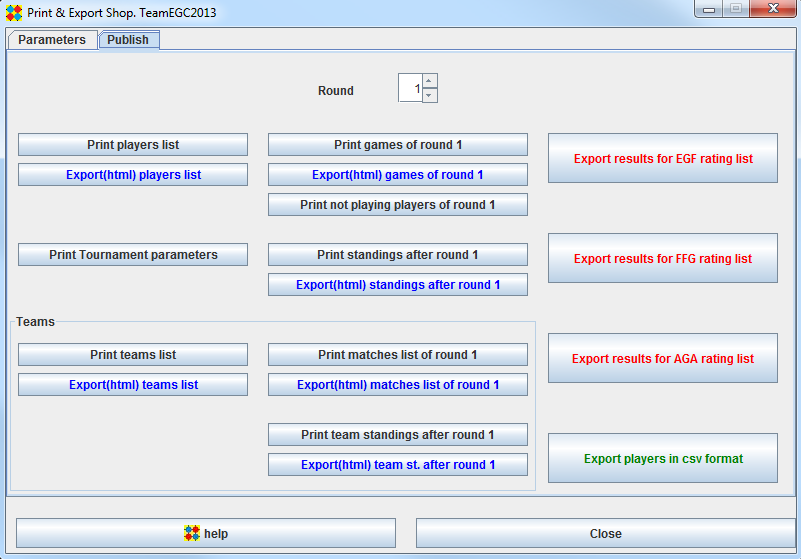 Print & Export Shop. TeamEGC2013
Parameters Publish
Round 1
Print players list
Print games of round 1
Export results for EGF rating list
Export(html) players list
Export(html) games of round 1
Print not playing players of round 1
Print Tournament parameters
Print standings after round 1
Export results for FFG rating list
Export(html) standings after round 1
Teams
Print teams list
Print matches list of round 1
Export results for AGA rating list
Export(html) teams list
Export(html) matches list of round 1
Print team standings after round 1
Export players in csv format
Export(html) team st. after round 1
help
Close